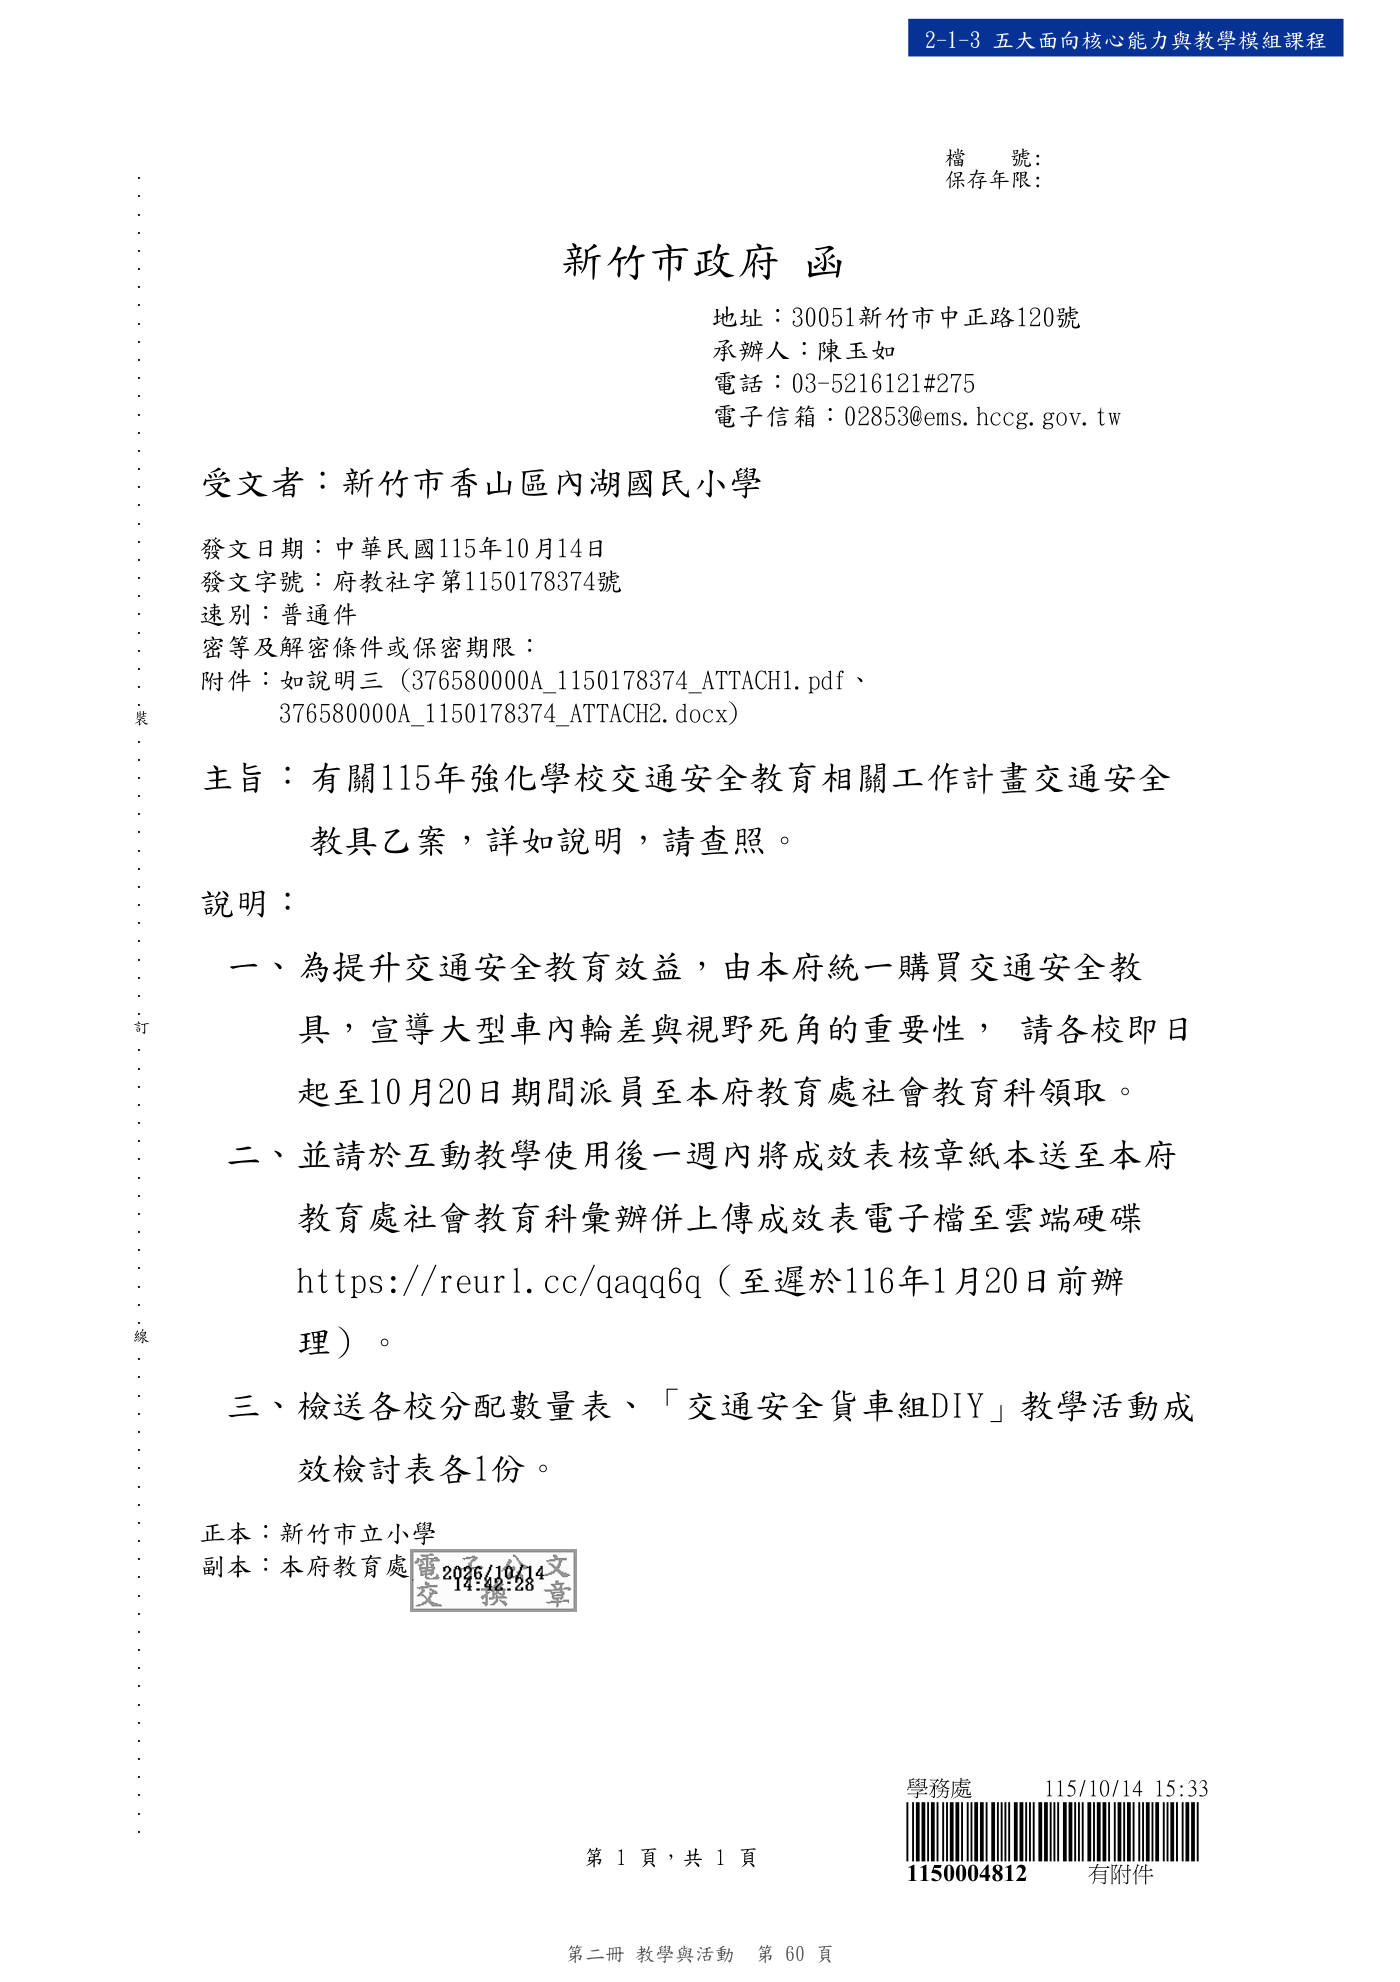 2-1-3 五大面向核心能力與教學模組課程
檔 號:
保存年限:
新竹市政府 函
地址：30051新竹市中正路120號
承辦人：陳玉如
電話：03-5216121#275
電子信箱：02853@ems.hccg.gov.tw
受文者：新竹市香山區內湖國民小學
發文日期：中華民國115年10月14日
發文字號：府教社字第1150178374號
速別：普通件
密等及解密條件或保密期限：
附件：如說明三（376580000A_1150178374_ATTACH1.pdf、
376580000A_1150178374_ATTACH2.docx）
主旨：有關115年強化學校交通安全教育相關工作計畫交通安全
教具乙案，詳如說明，請查照。
說明：
一、為提升交通安全教育效益，由本府統一購買交通安全教
具，宣導大型車內輪差與視野死角的重要性， 請各校即日
起至10月20日期間派員至本府教育處社會教育科領取。
二、並請於互動教學使用後一週內將成效表核章紙本送至本府
教育處社會教育科彙辦併上傳成效表電子檔至雲端硬碟
https://reurl.cc/qaqq6q（至遲於116年1月20日前辦
理）。
三、檢送各校分配數量表、「交通安全貨車組DIY」教學活動成
效檢討表各1份。
正本：新竹市立小學
副本：本府教育處
電子公文
2026/10/14
14:42:28
交換章
裝
訂
線
學務處 115/10/14 15:33
1150004812 有附件
第 1 頁，共 1 頁
第二冊 教學與活動 第 60 頁